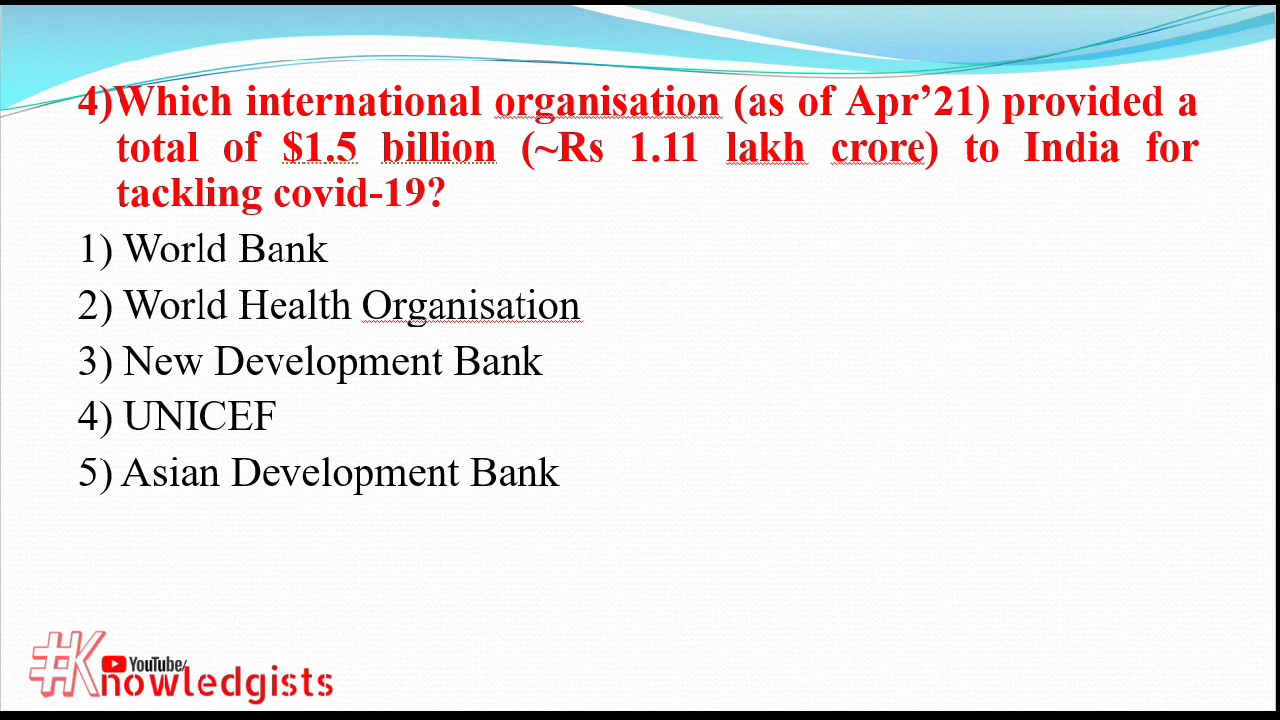 4)Which international organisation (as of Apr’21) provided a
total of $1.5 billion (~Rs 1.11 lakh crore) to India for
tackling covid-19?
1) World Bank
2) World Health Organisation
3) New Development Bank
4) UNICEF
5) Asian Development Bank
#K YouTube/
nowledgists